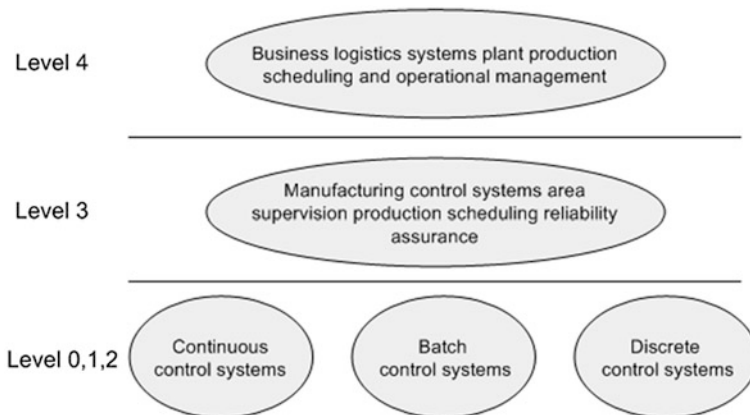 Level 4
Business logistics systems plant production
scheduling and operational management
Level 3
Manufacturing control systems area
supervision production scheduling reliability
assurance
Level 0,1,2
Continuous
control systems
Batch
control systems
Discrete
control systems